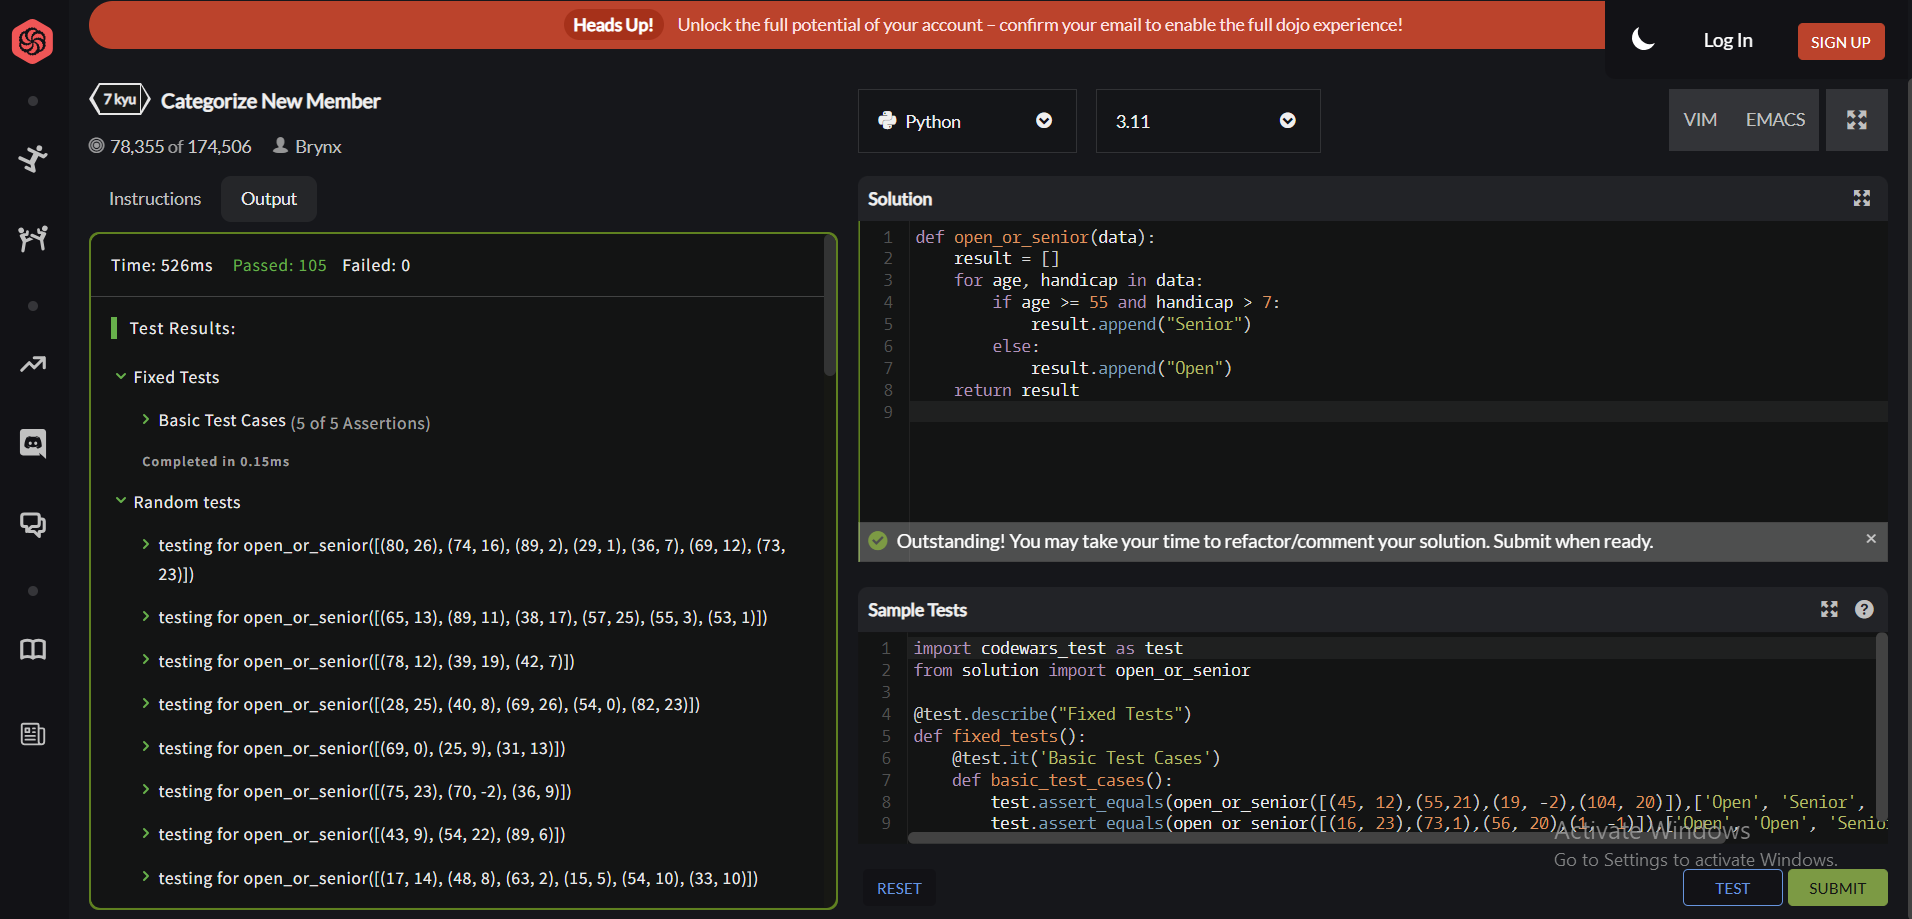 Heads Up! Unlock the full potential of your account – confirm your email to enable the full dojo experience!
Log In
SIGN UP
7 kyu
Categorize New Member
78,355 of 174,506
Brynx
Python
3.11
VIM
EMACS
Instructions
Output
Time: 526ms Passed: 105 Failed: 0
Test Results:
Fixed Tests
Basic Test Cases (5 of 5 Assertions)
Completed in 0.15ms
Random tests
testing for open_or_senior([(80, 26), (74, 16), (89, 2), (29, 1), (36, 7), (69, 12), (73,
23)])
testing for open_or_senior([(65, 13), (89, 11), (38, 17), (57, 25), (55, 3), (53, 1)])
testing for open_or_senior([(78, 12), (39, 19), (42, 7)])
testing for open_or_senior([(28, 25), (40, 8), (69, 26), (54, 0), (82, 23)])
testing for open_or_senior([(69, 0), (25, 9), (31, 13)])
testing for open_or_senior([(75, 23), (70, -2), (36, 9)])
testing for open_or_senior([(43, 9), (54, 22), (89, 6)])
testing for open_or_senior([(17, 14), (48, 8), (63, 2), (15, 5), (54, 10), (33, 10)])
Solution
1 def open_or_senior(data):
2     result = []
3     for age, handicap in data:
4         if age >= 55 and handicap > 7:
5             result.append("Senior")
6         else:
7             result.append("Open")
8     return result
9
Outstanding! You may take your time to refactor/comment your solution. Submit when ready.
Sample Tests
1 import codewars_test as test
2 from solution import open_or_senior
3
4 @test.describe("Fixed Tests")
5 def fixed_tests():
6     @test.it('Basic Test Cases')
7     def basic_test_cases():
8         test.assert_equals(open_or_senior([(45, 12),(55,21),(19, -2),(104, 20)]),['Open', 'Senior',
9         test.assert_equals(open_or_senior([(16, 23),(73,1),(56, 20),(1, -1)]),['Open', 'Open', 'Senio
Activate Windows
Go to Settings to activate Windows.
RESET
TEST
SUBMIT